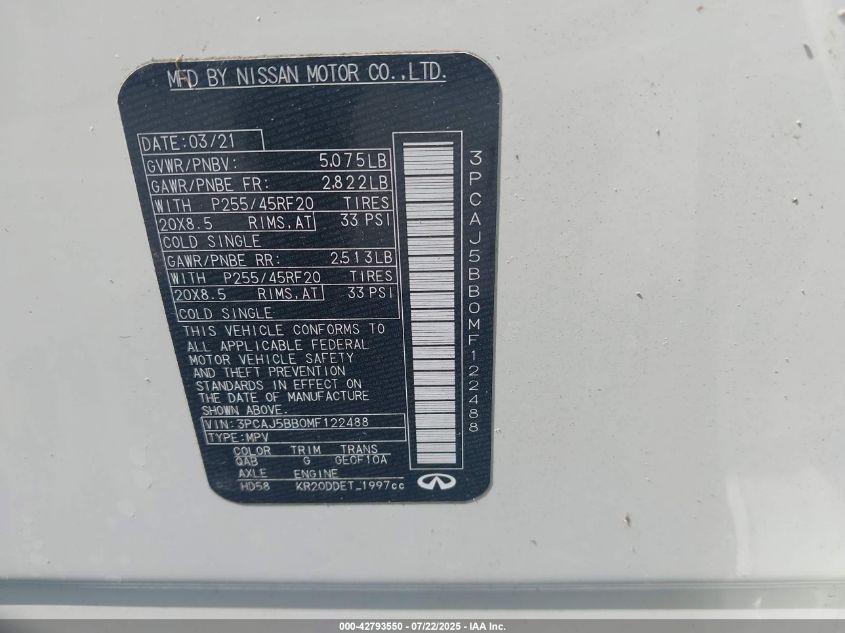 MFD BY NISSAN MOTOR CO.,LTD.
DATE:03/21
GVWR/PNBV: 5,075LB
GAWR/PNBE FR: 2,822LB
WITH P255/45RF20 TIRES
20X8.5 RIMS,AT 33 PSI
COLD SINGLE
GAWR/PNBE RR: 2,513LB
WITH P255/45RF20 TIRES
20X8.5 RIMS,AT 33 PSI
COLD SINGLE
THIS VEHICLE CONFORMS TO
ALL APPLICABLE FEDERAL
MOTOR VEHICLE SAFETY
AND THEFT PREVENTION
STANDARDS IN EFFECT ON
THE DATE OF MANUFACTURE
SHOWN ABOVE.
VIN:3PCAJ5BB0MF122488
TYPE:MPV
COLOR TRIM TRANS
QAB G GE0F10A
AXLE ENGINE
HD58 KR20DDET_1997cc
3PCAJ5BB0MF122488
000-42793550 - 07/22/2025 - IAA Inc.